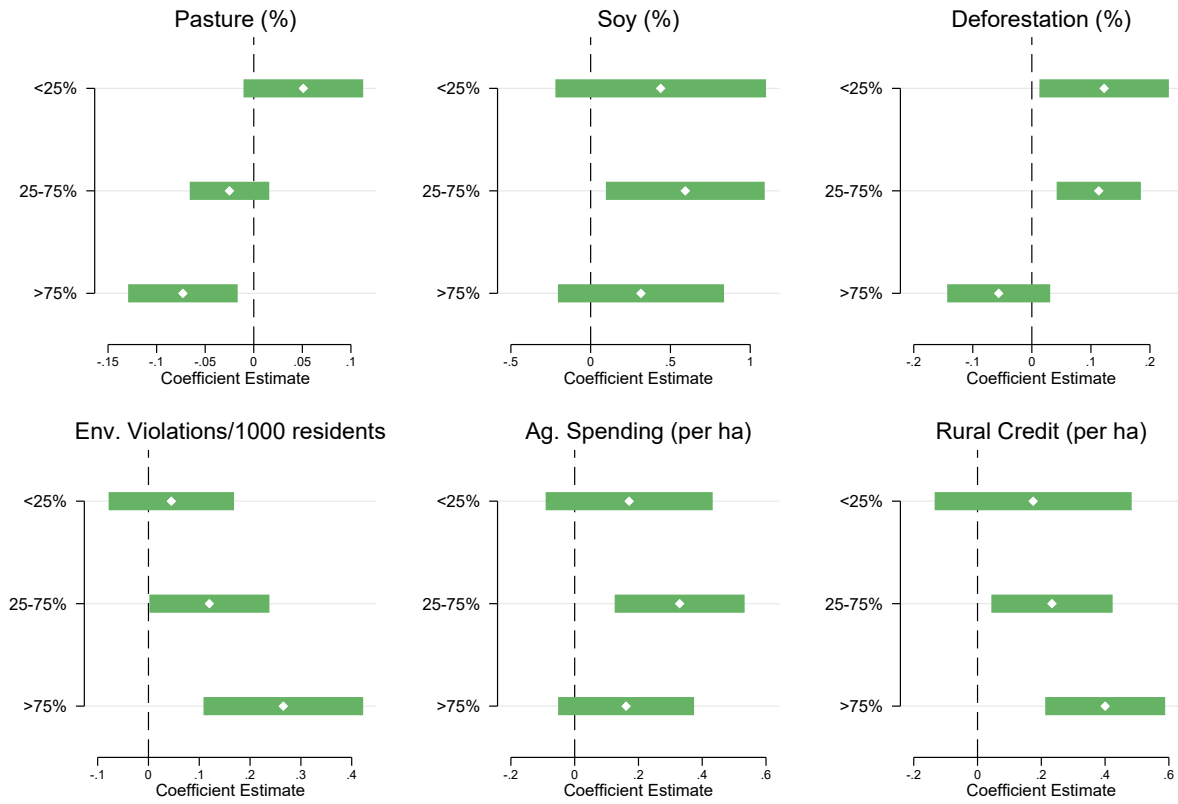 Pasture (%)
<25%
25-75%
>75%
-.15 -.1 -.05 0 .05 .1
Coefficient Estimate
Soy (%)
<25%
25-75%
>75%
-.5 0 .5 1
Coefficient Estimate
Deforestation (%)
<25%
25-75%
>75%
-.2 -.1 0 .1 .2
Coefficient Estimate
Env. Violations/1000 residents
<25%
25-75%
>75%
-.1 0 .1 .2 .3 .4
Coefficient Estimate
Ag. Spending (per ha)
<25%
25-75%
>75%
-.2 0 .2 .4 .6
Coefficient Estimate
Rural Credit (per ha)
<25%
25-75%
>75%
-.2 0 .2 .4 .6
Coefficient Estimate